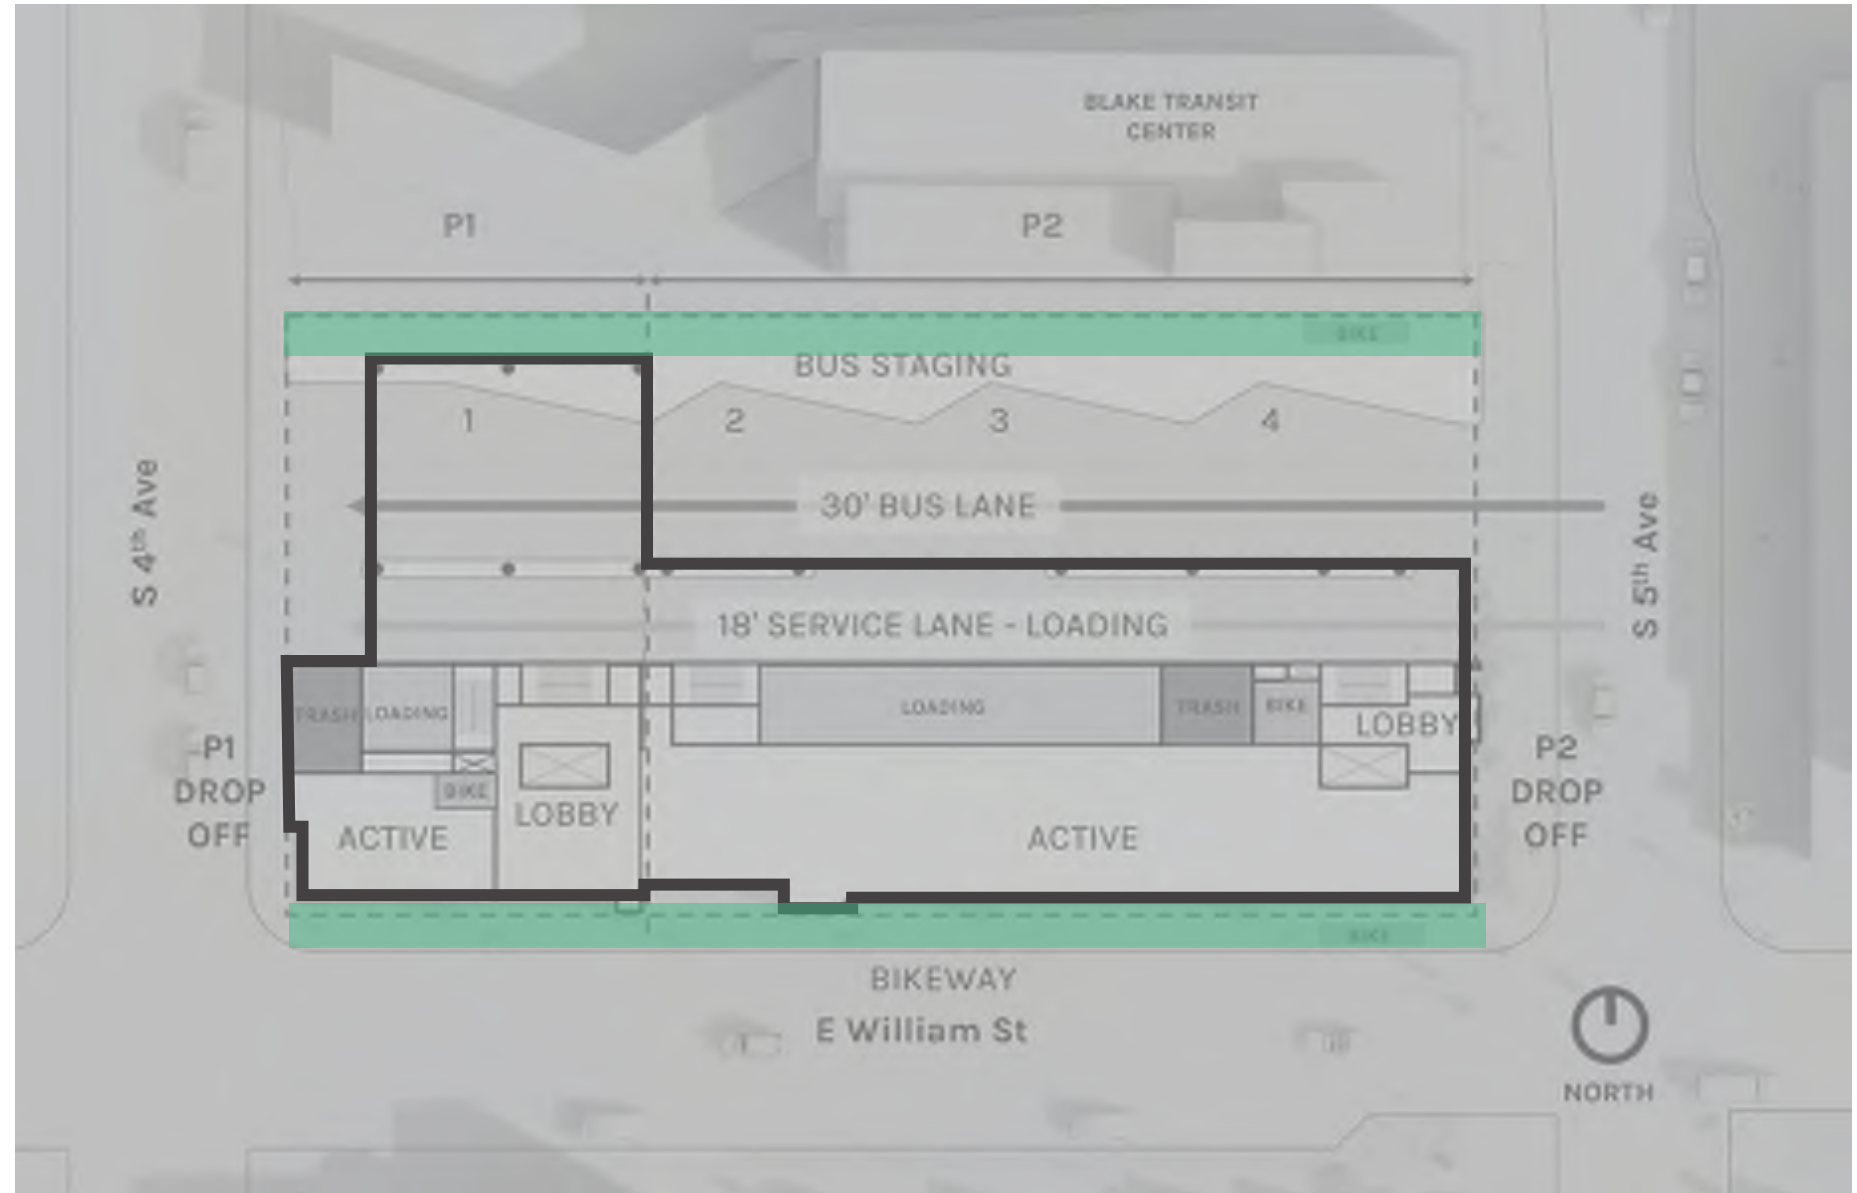 BLAKE TRANSIT
CENTER
P1
P2
BIKE
BUS STAGING
1
2
3
4
30' BUS LANE
S 4th Ave
S 5th Ave
18' SERVICE LANE - LOADING
TRASH
LOADING
LOADING
TRASH
BIKE
LOBBY
P1
DROP
OFF
BIKE
LOBBY
ACTIVE
ACTIVE
P2
DROP
OFF
BIKE
BIKEWAY
E William St
NORTH